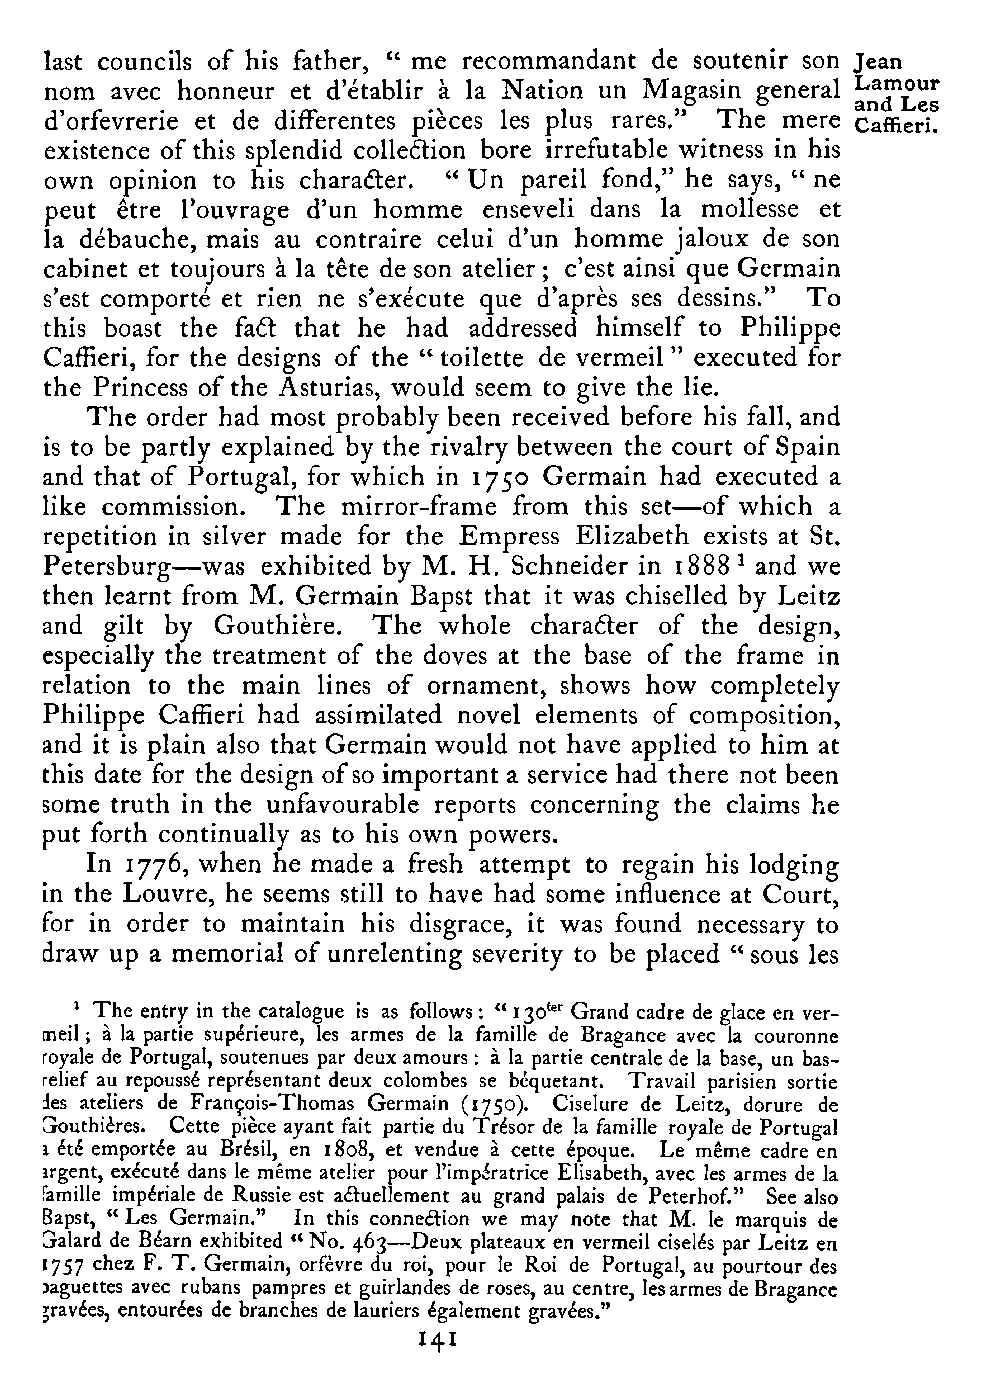 last councils of his father, “ me recommandant de soutenir son
nom avec honneur et d’établir à la Nation un Magasin general
d’orfevrerie et de differentes pièces les plus rares.” The mere
existence of this splendid collection bore irrefutable witness in his
own opinion to his character. “ Un pareil fond,” he says, “ ne
peut être l’ouvrage d’un homme enseveli dans la mollesse et
la débauche, mais au contraire celui d’un homme jaloux de son
cabinet et toujours à la tête de son atelier ; c’est ainsi que Germain
s’est comporté et rien ne s’exécute que d’après ses dessins.” To
this boast the fact that he had addressed himself to Philippe
Caffieri, for the designs of the “ toilette de vermeil ” executed for
the Princess of the Asturias, would seem to give the lie.
The order had most probably been received before his fall, and
is to be partly explained by the rivalry between the court of Spain
and that of Portugal, for which in 1750 Germain had executed a
like commission. The mirror-frame from this set—of which a
repetition in silver made for the Empress Elizabeth exists at St.
Petersburg—was exhibited by M. H. Schneider in 1888 ¹ and we
then learnt from M. Germain Bapst that it was chiselled by Leitz
and gilt by Gouthière. The whole character of the design,
especially the treatment of the doves at the base of the frame in
relation to the main lines of ornament, shows how completely
Philippe Caffieri had assimilated novel elements of composition,
and it is plain also that Germain would not have applied to him at
this date for the design of so important a service had there not been
some truth in the unfavourable reports concerning the claims he
put forth continually as to his own powers.
In 1776, when he made a fresh attempt to regain his lodging
in the Louvre, he seems still to have had some influence at Court,
for in order to maintain his disgrace, it was found necessary to
draw up a memorial of unrelenting severity to be placed “ sous les
Jean
Lamour
and Les
Caffieri.
¹ The entry in the catalogue is as follows : “ 130ter Grand cadre de glace en ver-
meil ; à la partie supérieure, les armes de la famille de Bragance avec la couronne
royale de Portugal, soutenues par deux amours : à la partie centrale de la base, un bas-
relief au repoussé représentant deux colombes se béquetant. Travail parisien sortie
des ateliers de François-Thomas Germain (1750). Ciselure de Leitz, dorure de
Gouthières. Cette pièce ayant fait partie du Trésor de la famille royale de Portugal
a été emportée au Brésil, en 1808, et vendue à cette époque. Le même cadre en
argent, exécuté dans le même atelier pour l’impératrice Elisabeth, avec les armes de la
famille impériale de Russie est actuellement au grand palais de Peterhof.” See also
Bapst, “ Les Germain.” In this connection we may note that M. le marquis de
Galard de Béarn exhibited “ No. 463—Deux plateaux en vermeil ciselés par Leitz en
1757 chez F. T. Germain, orfèvre du roi, pour le Roi de Portugal, au pourtour des
baguettes avec rubans pampres et guirlandes de roses, au centre, les armes de Bragance
gravées, entourées de branches de lauriers également gravées.”
141